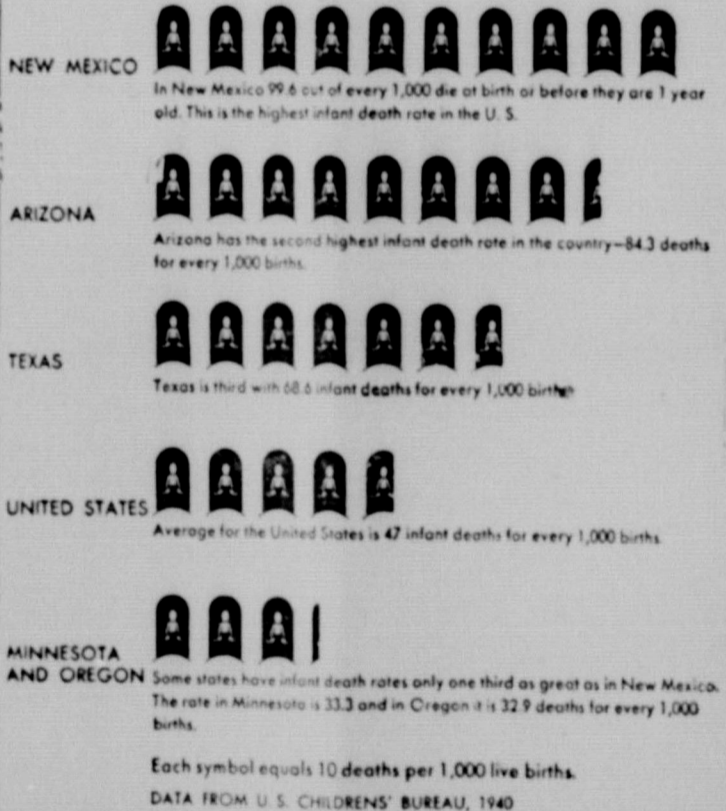 NEW MEXICO
In New Mexico 99.6 out of every 1,000 die at birth or before they are 1 year
old. This is the highest infant death rate in the U. S.
ARIZONA
Arizona has the second highest infant death rate in the country—84.3 deaths
for every 1,000 births.
TEXAS
Texas is third with 68.6 infant deaths for every 1,000 births
UNITED STATES
Average for the United States is 47 infant deaths for every 1,000 births.
MINNESOTA
AND OREGON
Some states have infant death rates only one third as great as in New Mexico.
The rate in Minnesota is 33.3 and in Oregon it is 32.9 deaths for every 1,000
births.
Each symbol equals 10 deaths per 1,000 live births.
DATA FROM U. S. CHILDRENS' BUREAU, 1940